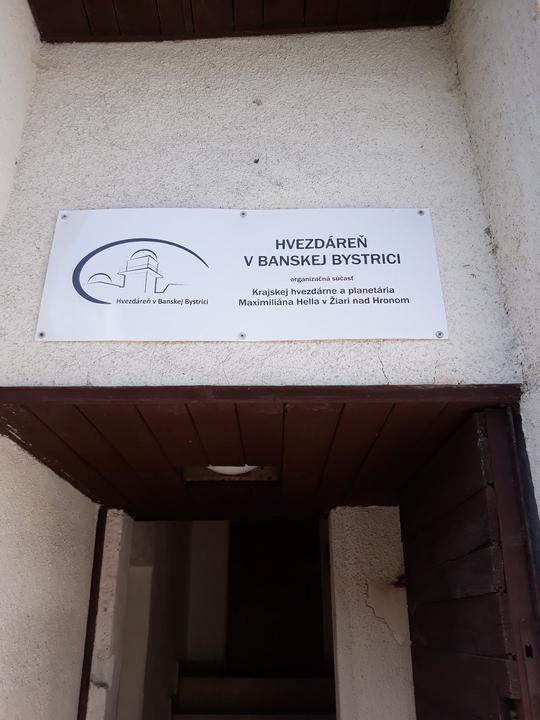 HVEZDÁREŇ
V BANSKEJ BYSTRICI
organizačná súčasť
Krajskej hvezdárne a planetária
Maximiliána Hella v Žiari nad Hronom
Hvezdáreň v Banskej Bystrici